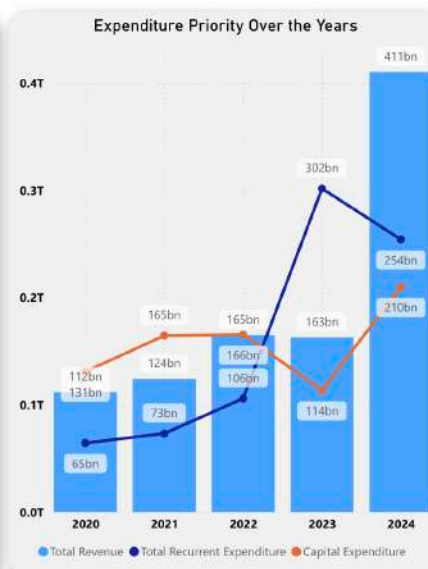 Expenditure Priority Over the Years
411bn
0.4T
302bn
0.3T
254bn
210bn
0.2T
165bn
165bn
163bn
124bn
166bn
112bn
131bn
106bn
0.1T
73bn
114bn
65bn
0.0T
2020 2021 2022 2023 2024
Total Revenue Total Recurrent Expenditure Capital Expenditure